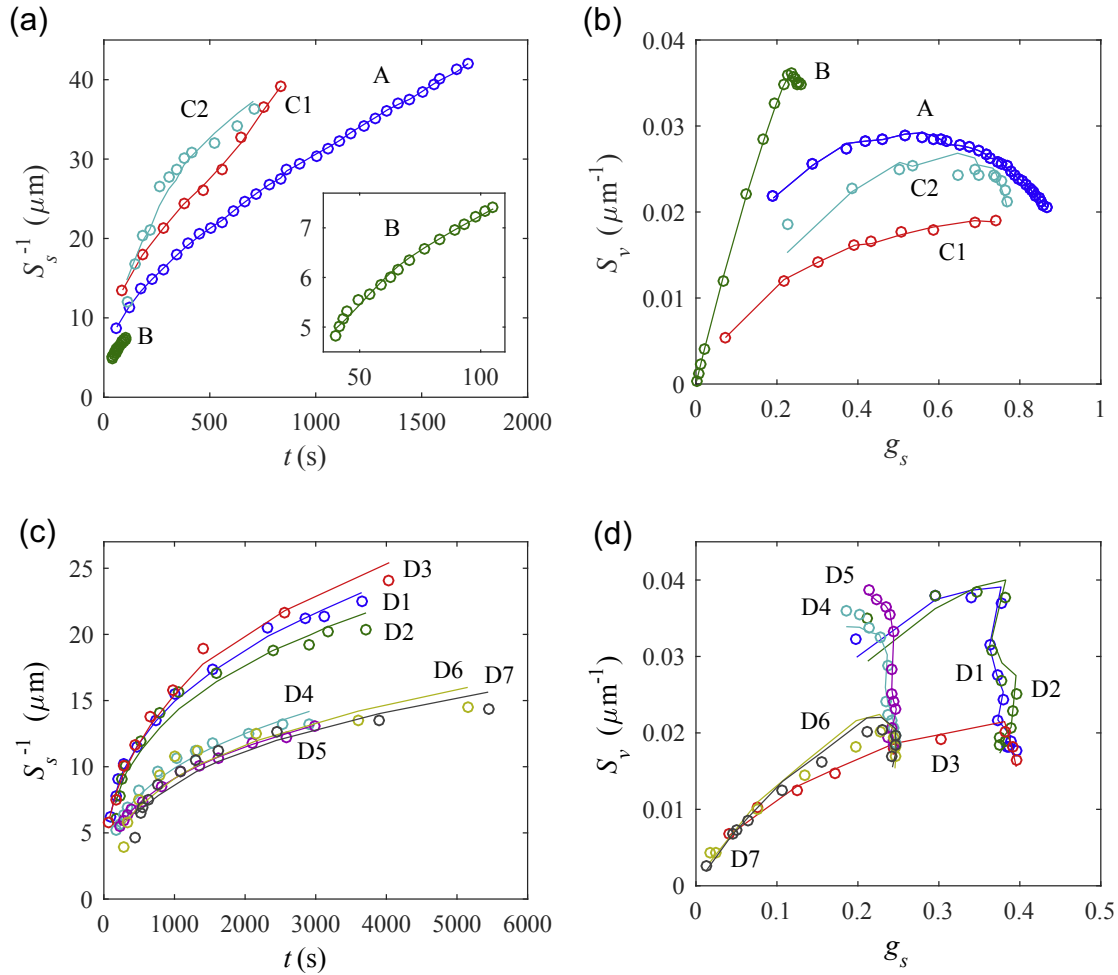 (a)
40
30
20
10
0
0 500 1000 1500 2000
S_s^{-1} (μm)
t (s)
A
C2
C1
B
B
7
6
5
50 100
(b)
0.04
0.03
0.02
0.01
0
0 0.2 0.4 0.6 0.8 1
S_v (μm^{-1})
g_s
B
A
C2
C1
(c)
25
20
15
10
5
0
0 1000 2000 3000 4000 5000 6000
S_s^{-1} (μm)
t (s)
D3
D1
D2
D6
D7
D4
D5
(d)
0.04
0.03
0.02
0.01
0
0 0.1 0.2 0.3 0.4 0.5
S_v (μm^{-1})
g_s
D5
D4
D1
D2
D6
D3
D7